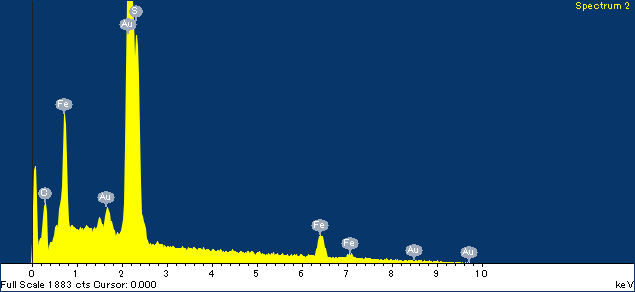 Spectrum 2
S
Au
Fe
C
Au
Fe
Fe
Au
Au
0 1 2 3 4 5 6 7 8 9 10
Full Scale 1883 cts Cursor: 0.000 keV